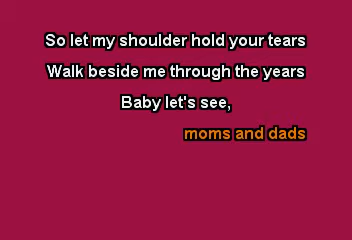 So let my shoulder hold your tears
Walk beside me through the years
Baby let's see,
moms and dads